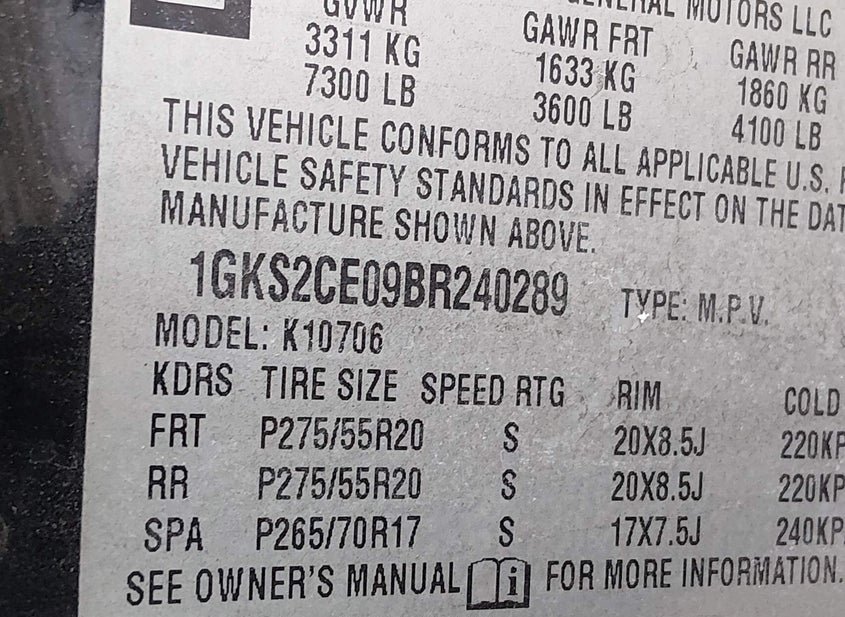 GVWR GAWR FRT GENERAL MOTORS LLC
3311 KG 1633 KG GAWR RR
7300 LB 3600 LB 1860 KG
4100 LB
THIS VEHICLE CONFORMS TO ALL APPLICABLE U.S.
VEHICLE SAFETY STANDARDS IN EFFECT ON THE DAT
MANUFACTURE SHOWN ABOVE.
1GKS2CE09BR240289 TYPE: M.P.V.
MODEL: K10706
KDRS TIRE SIZE SPEED RTG RIM COLD
FRT P275/55R20 S 20X8.5J 220KP
RR P275/55R20 S 20X8.5J 220KP
SPA P265/70R17 S 17X7.5J 240KP
SEE OWNER'S MANUAL i FOR MORE INFORMATION.